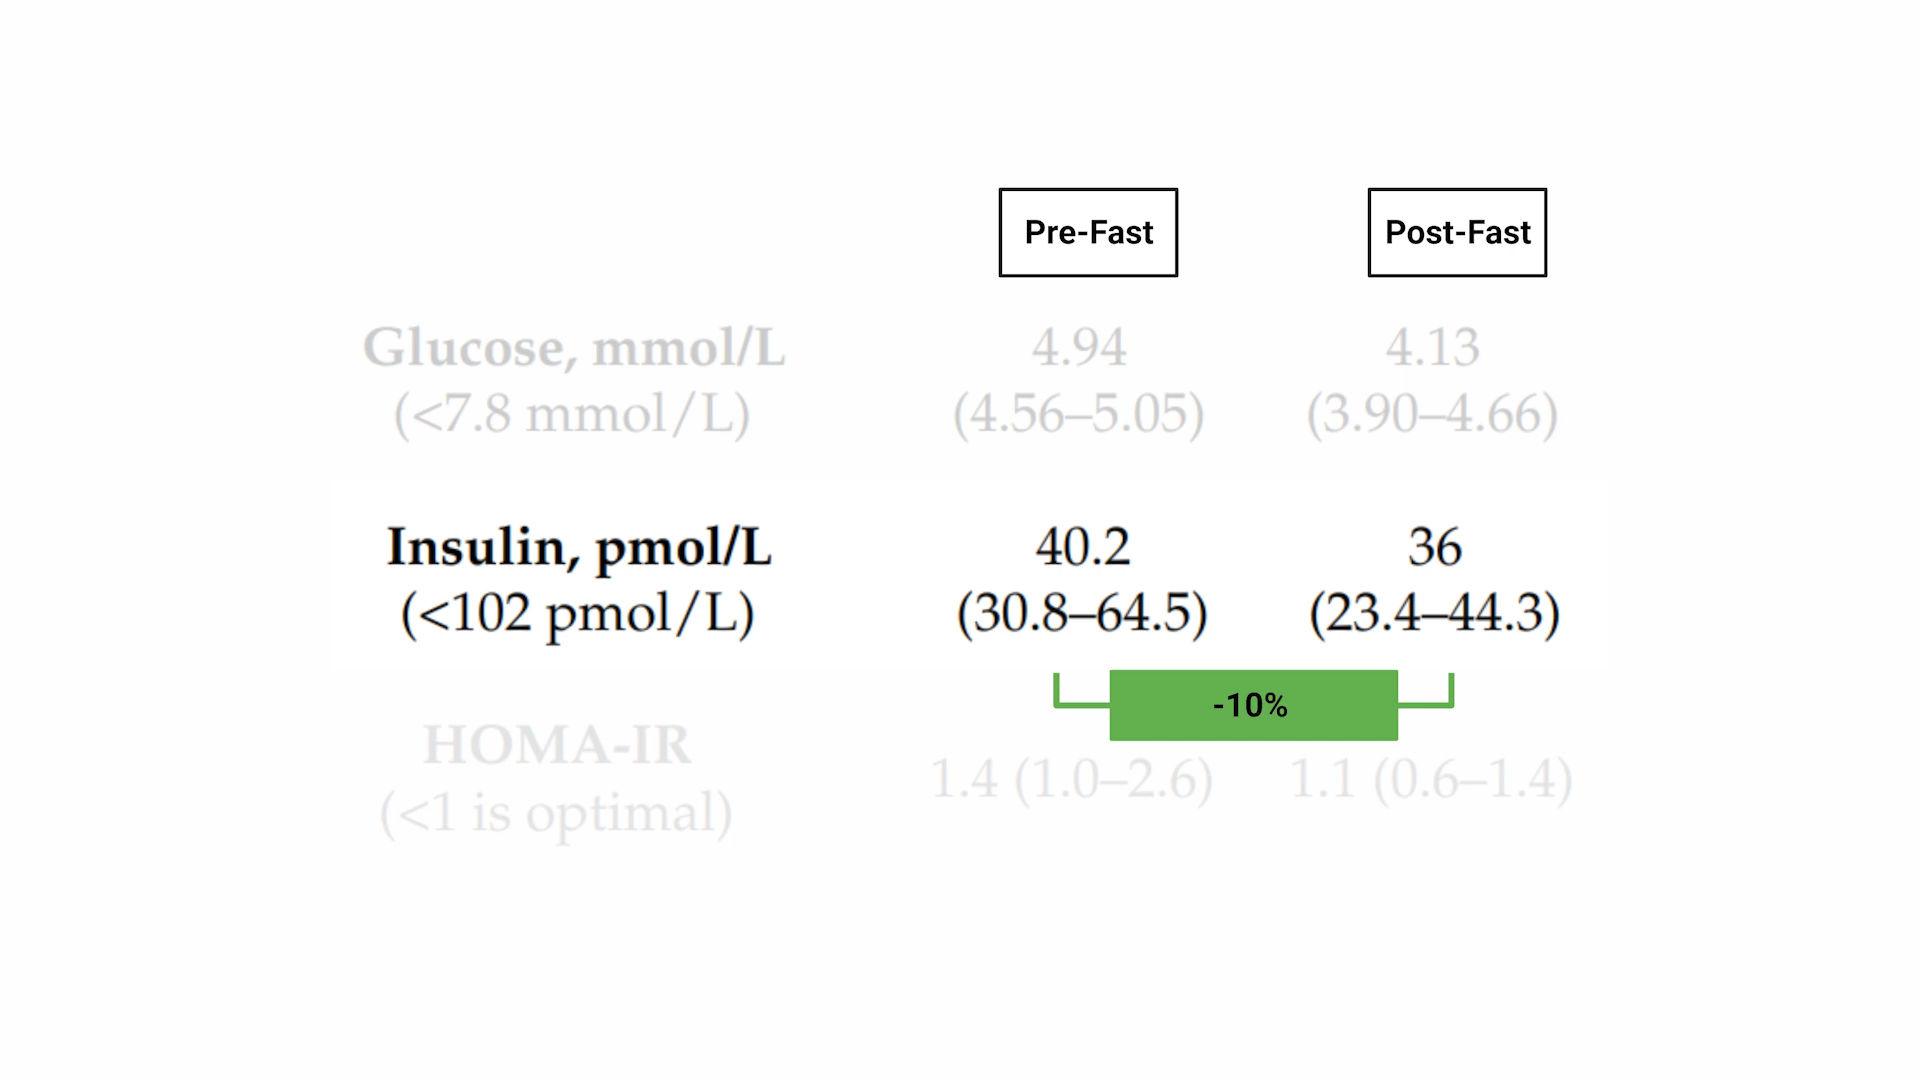 Pre-Fast Post-Fast
Glucose, mmol/L 4.94 4.13
(<7.8 mmol/L) (4.56–5.05) (3.90–4.66)
Insulin, pmol/L 40.2 36
(<102 pmol/L) (30.8–64.5) (23.4–44.3)
-10%
HOMA-IR
1.4 (1.0–2.6) 1.1 (0.6–1.4)
(<1 is optimal)